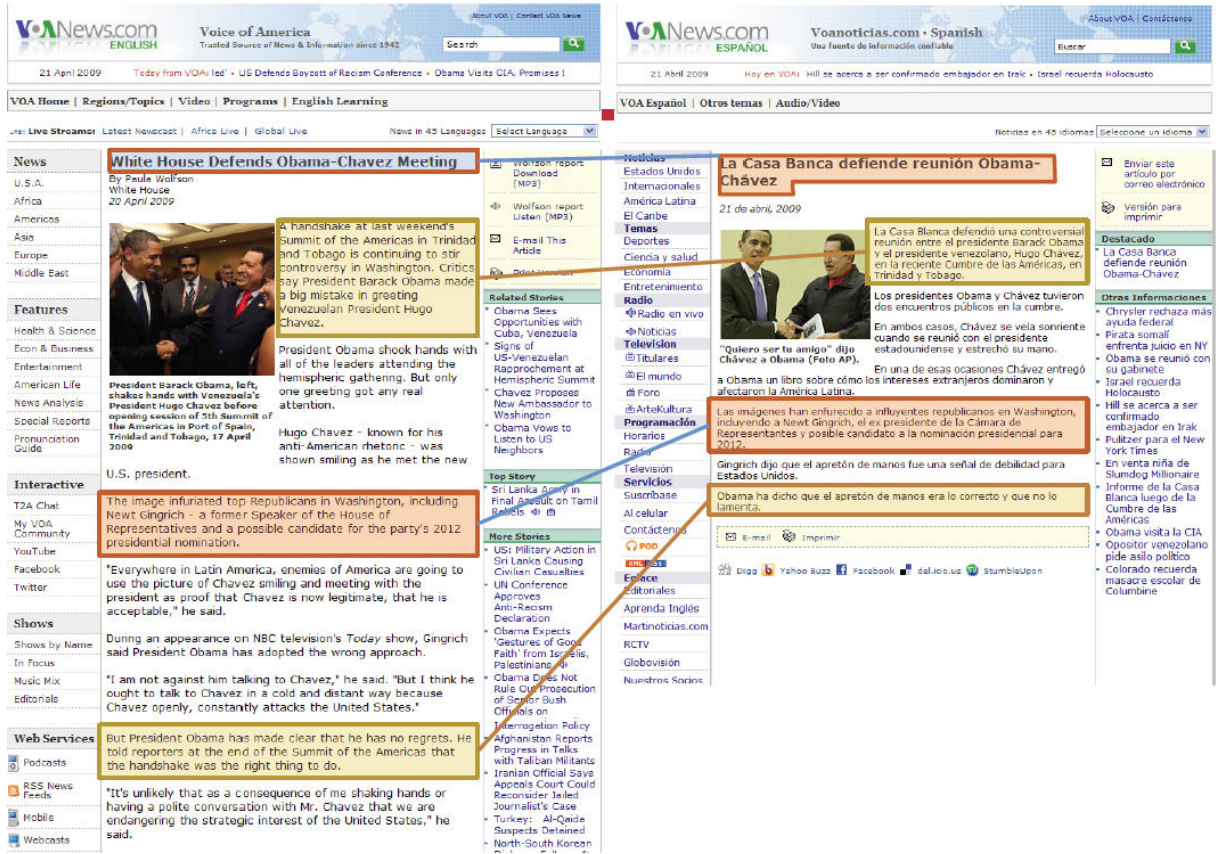 VOANews.com
ENGLISH
Voice of America
Trusted Source of News & Information since 1942
About VOA | Contact VOA News
Search
21 April 2009
Today from VOA: led' • US Defends Boycott of Racism Conference • Obama Visits CIA, Promises !
VOA Home | Regions/Topics | Video | Programs | English Learning
Live Streams: Latest Newscast | Africa Live | Global Live
News in 45 Languages
Select Language
News
U.S.A.
Africa
Americas
Asia
Europe
Middle East
Features
Health & Science
Econ & Business
Entertainment
American Life
News Analysis
Special Reports
Pronunciation
Guide
Interactive
T2A Chat
My VOA
Community
YouTube
Facebook
Twitter
Shows
Shows by Name
In Focus
Music Mix
Editorials
Web Services
Podcasts
RSS News
Feeds
Mobile
Webcasts
White House Defends Obama-Chavez Meeting
By Paula Wolfson
White House
20 April 2009
A handshake at last weekend's
Summit of the Americas in Trinidad
and Tobago is continuing to stir
controversy in Washington. Critics
say President Barack Obama made
a big mistake in greeting
Venezuelan President Hugo
Chavez.
President Barack Obama, left,
shakes hands with Venezuela's
President Hugo Chavez before
opening session of 5th Summit of
the Americas in Port of Spain,
Trinidad and Tobago, 17 April
2009
President Obama shook hands with
all of the leaders attending the
hemispheric gathering. But only
one greeting got any real
attention.
Hugo Chavez - known for his
anti-American rhetoric - was
shown smiling as he met the new
U.S. president.
The image infuriated top Republicans in Washington, including
Newt Gingrich - a former Speaker of the House of
Representatives and a possible candidate for the party's 2012
presidential nomination.
"Everywhere in Latin America, enemies of America are going to
use the picture of Chavez smiling and meeting with the
president as proof that Chavez is now legitimate, that he is
acceptable," he said.
During an appearance on NBC television's Today show, Gingrich
said President Obama has adopted the wrong approach.
"I am not against him talking to Chavez," he said. "But I think he
ought to talk to Chavez in a cold and distant way because
Chavez openly, constantly attacks the United States."
But President Obama has made clear that he has no regrets. He
told reporters at the end of the Summit of the Americas that
the handshake was the right thing to do.
"It's unlikely that as a consequence of me shaking hands or
having a polite conversation with Mr. Chavez that we are
endangering the strategic interest of the United States," he
said.
Wolfson report
Download
(MP3)
Wolfson report
Listen (MP3)
E-mail This
Article
Print Version
Related Stories
Obama Sees
Opportunities with
Cuba, Venezuela
Signs of
US-Venezuelan
Rapprochement at
Hemispheric Summit
Chavez Proposes
New Ambassador to
Washington
Obama Vows to
Listen to US
Neighbors
Top Story
Sri Lanka Army in
Final Assault on Tamil
Rebels
More Stories
US: Military Action in
Sri Lanka Causing
Civilian Casualties
UN Conference
Approves
Anti-Racism
Declaration
Obama Expects
'Gestures of Good
Faith' from Israelis,
Palestinians
Obama Does Not
Rule Out Prosecution
of Senior Bush
Officials on
Interrogation Policy
Afghanistan Reports
Progress in Talks
with Taliban Militants
Iranian Official Says
Appeals Court Could
Reconsider Jailed
Journalist's Case
Turkey: Al-Qaida
Suspects Detained
North-South Korean
VOANews.com
ESPAÑOL
Voanoticias.com • Spanish
Una fuente de información confiable
About VOA | Contáctenos
Buscar
21 Abril 2009
Hoy en VOA: Hill se acerca a ser confirmado embajador en Irak • Israel recuerda Holocausto
VOA Español | Otros temas | Audio/Video
Noticias en 45 idiomas
Seleccione un idioma
Noticias
Estados Unidos
Internacionales
América Latina
El Caribe
Temas
Deportes
Ciencia y salud
Economía
Entretenimiento
Radio
Radio en vivo
Noticias
Television
Titulares
El mundo
Foro
ArteKultura
Programación
Horarios
Radio
Televisión
Servicios
Suscríbase
Al celular
Contáctenos
POD
XML RSS
Enlace
Editoriales
Aprenda Inglés
Martinoticias.com
RCTV
Globovisión
Nuestros Socios
La Casa Banca defiende reunión Obama-
Chávez
21 de abril, 2009
La Casa Blanca defendió una controversial
reunión entre el presidente Barack Obama
y el presidente venezolano, Hugo Chávez,
en la reciente Cumbre de las Américas, en
Trinidad y Tobago.
Los presidentes Obama y Chávez tuvieron
dos encuentros públicos en la cumbre.
En ambos casos, Chávez se veía sonriente
cuando se reunió con el presidente
estadounidense y estrechó su mano.
"Quiero ser tu amigo" dijo
Chávez a Obama (Foto AP).
En una de esas ocasiones Chávez entregó
a Obama un libro sobre cómo los intereses extranjeros dominaron y
afectaron la América Latina.
Las imágenes han enfurecido a influyentes republicanos en Washington,
incluyendo a Newt Gingrich, el ex presidente de la Cámara de
Representantes y posible candidato a la nominación presidencial para
2012.
Gingrich dijo que el apretón de manos fue una señal de debilidad para
Estados Unidos.
Obama ha dicho que el apretón de manos era lo correcto y que no lo
lamenta.
E-mail Imprimir
Digg Yahoo Buzz Facebook del.icio.us StumbleUpon
Enviar este
artículo por
correo electrónico
Versión para
imprimir
Destacado
La Casa Banca
defiende reunión
Obama-Chávez
Otras Informaciones
Chrysler rechaza más
ayuda federal
Pirata somalí
enfrenta juicio en NY
Obama se reunió con
su gabinete
Israel recuerda
Holocausto
Hill se acerca a ser
confirmado
embajador en Irak
Pulitzer para el New
York Times
En venta niña de
Slumdog Millionaire
Informe de la Casa
Blanca luego de la
Cumbre de las
Américas
Obama visita la CIA
Opositor venezolano
pide asilo político
Colorado recuerda
masacre escolar de
Columbine